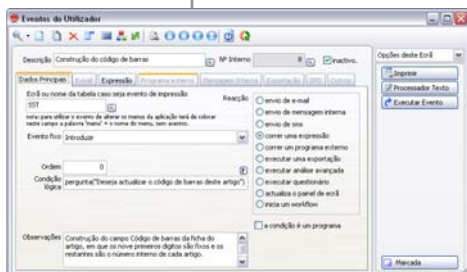 Eventos do Utilizador
Descrição Construção do código de barras Nº Interno 8 inactivo.
Opções deste Ecrã
Dados Principais E-mail Expressão Programa externo Mensagem Interna Exportação SMS Outros
Imprimir
Processador Texto
Executar Evento
Ecrã ou nome da tabela caso seja evento de impressão
SST
nota: para utilizar o evento de alterar os menus da aplicação terá de colocar
neste campo a palavra "menu" + o nome do menu, sem acentos.
Evento fixo Introduzir
Ordem 0
Condição lógica pergunta("Deseja actualizar o código de barras deste artigo")
Reacção
envio de e-mail
envio de mensagem interna
envio de sms
correr uma expressão
correr um programa externo
executar uma exportação
executar análise avançada
executar questionário
actualiza o painel de ecrã
inicia um workflow
a condição é um programa
Observações Construção do campo Código de barras da ficha do
artigo, em que os nove primeiros dígitos são fixos e os
restantes são o número interno de cada artigo.
Marcada